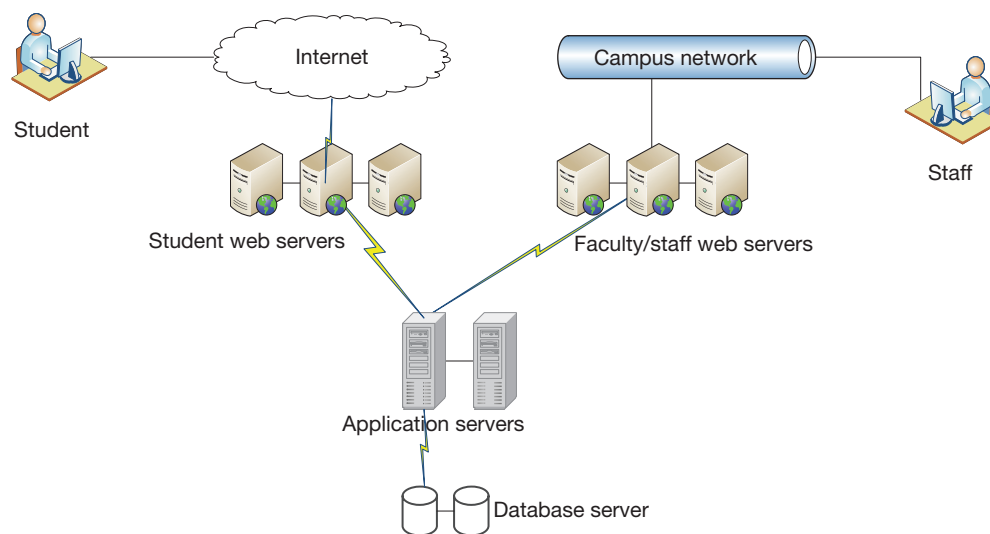 Internet
Campus network
Student
Staff
Student web servers
Faculty/staff web servers
Application servers
Database server